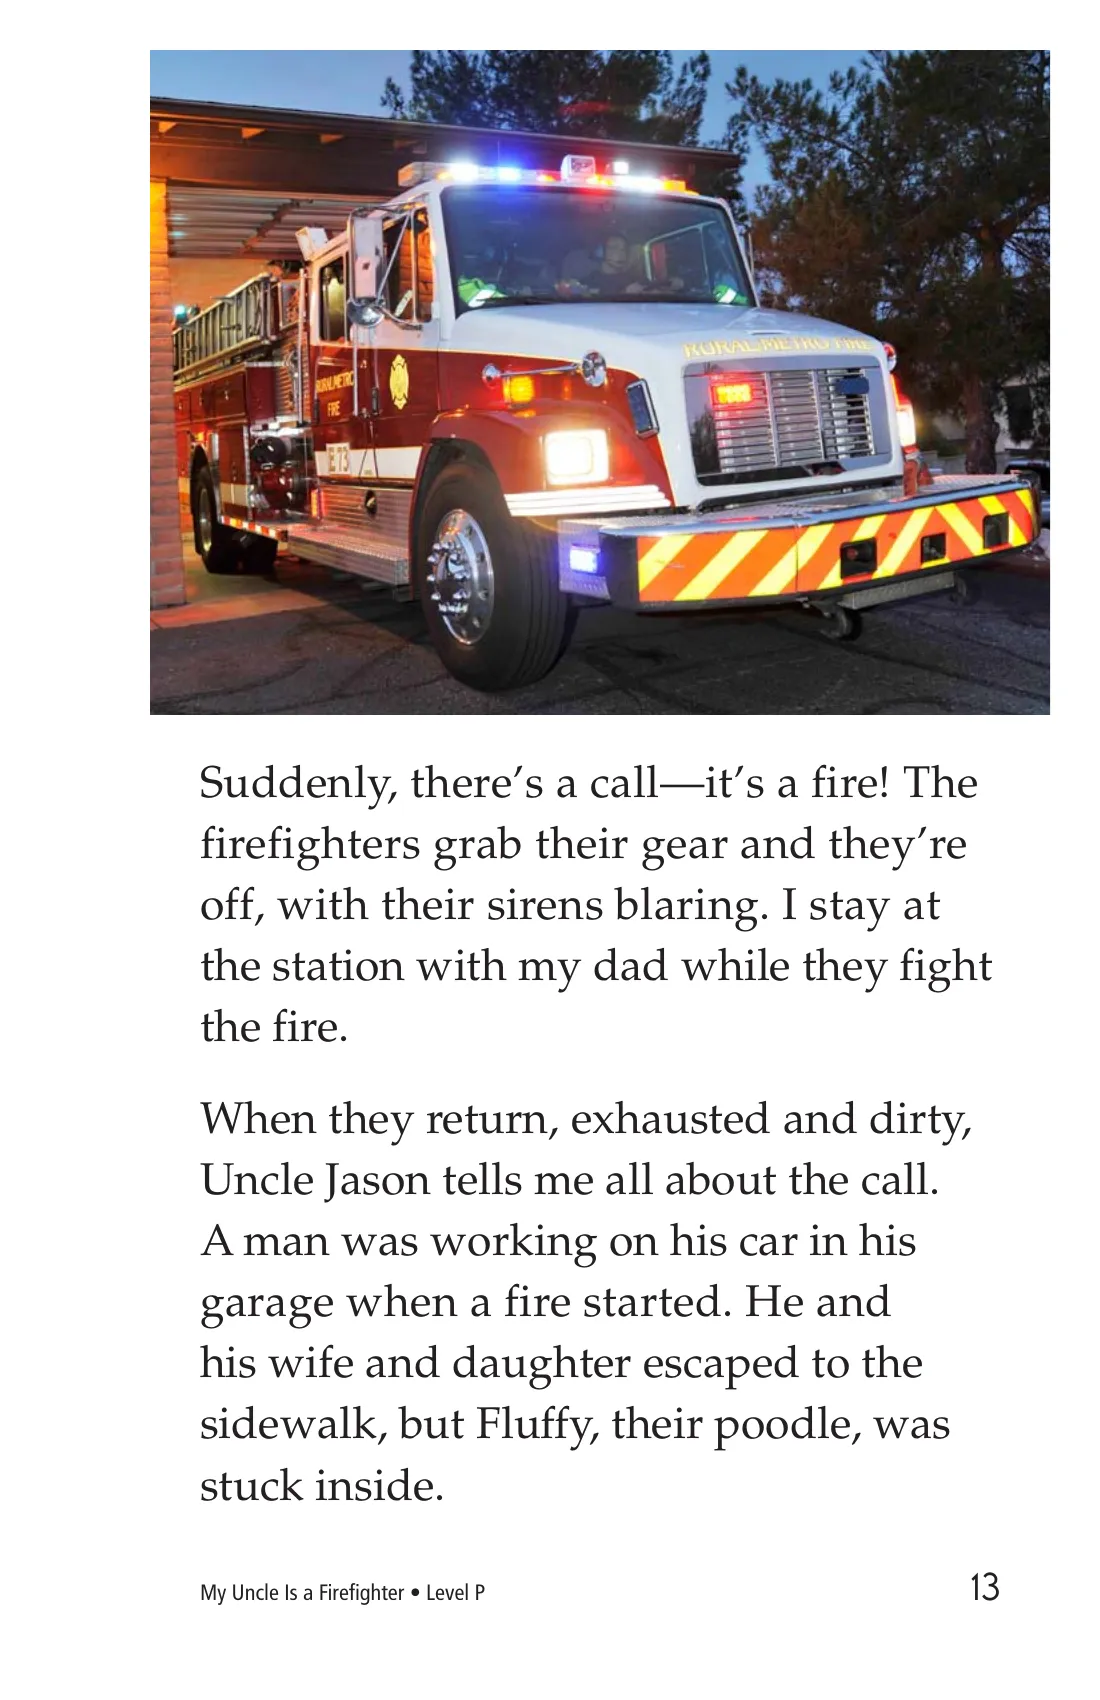 RURAL/METRO FIRE
RURAL/METRO
FIRE
E 73
Suddenly, there’s a call—it’s a fire! The
firefighters grab their gear and they’re
off, with their sirens blaring. I stay at
the station with my dad while they fight
the fire.
When they return, exhausted and dirty,
Uncle Jason tells me all about the call.
A man was working on his car in his
garage when a fire started. He and
his wife and daughter escaped to the
sidewalk, but Fluffy, their poodle, was
stuck inside.
My Uncle Is a Firefighter • Level P
13